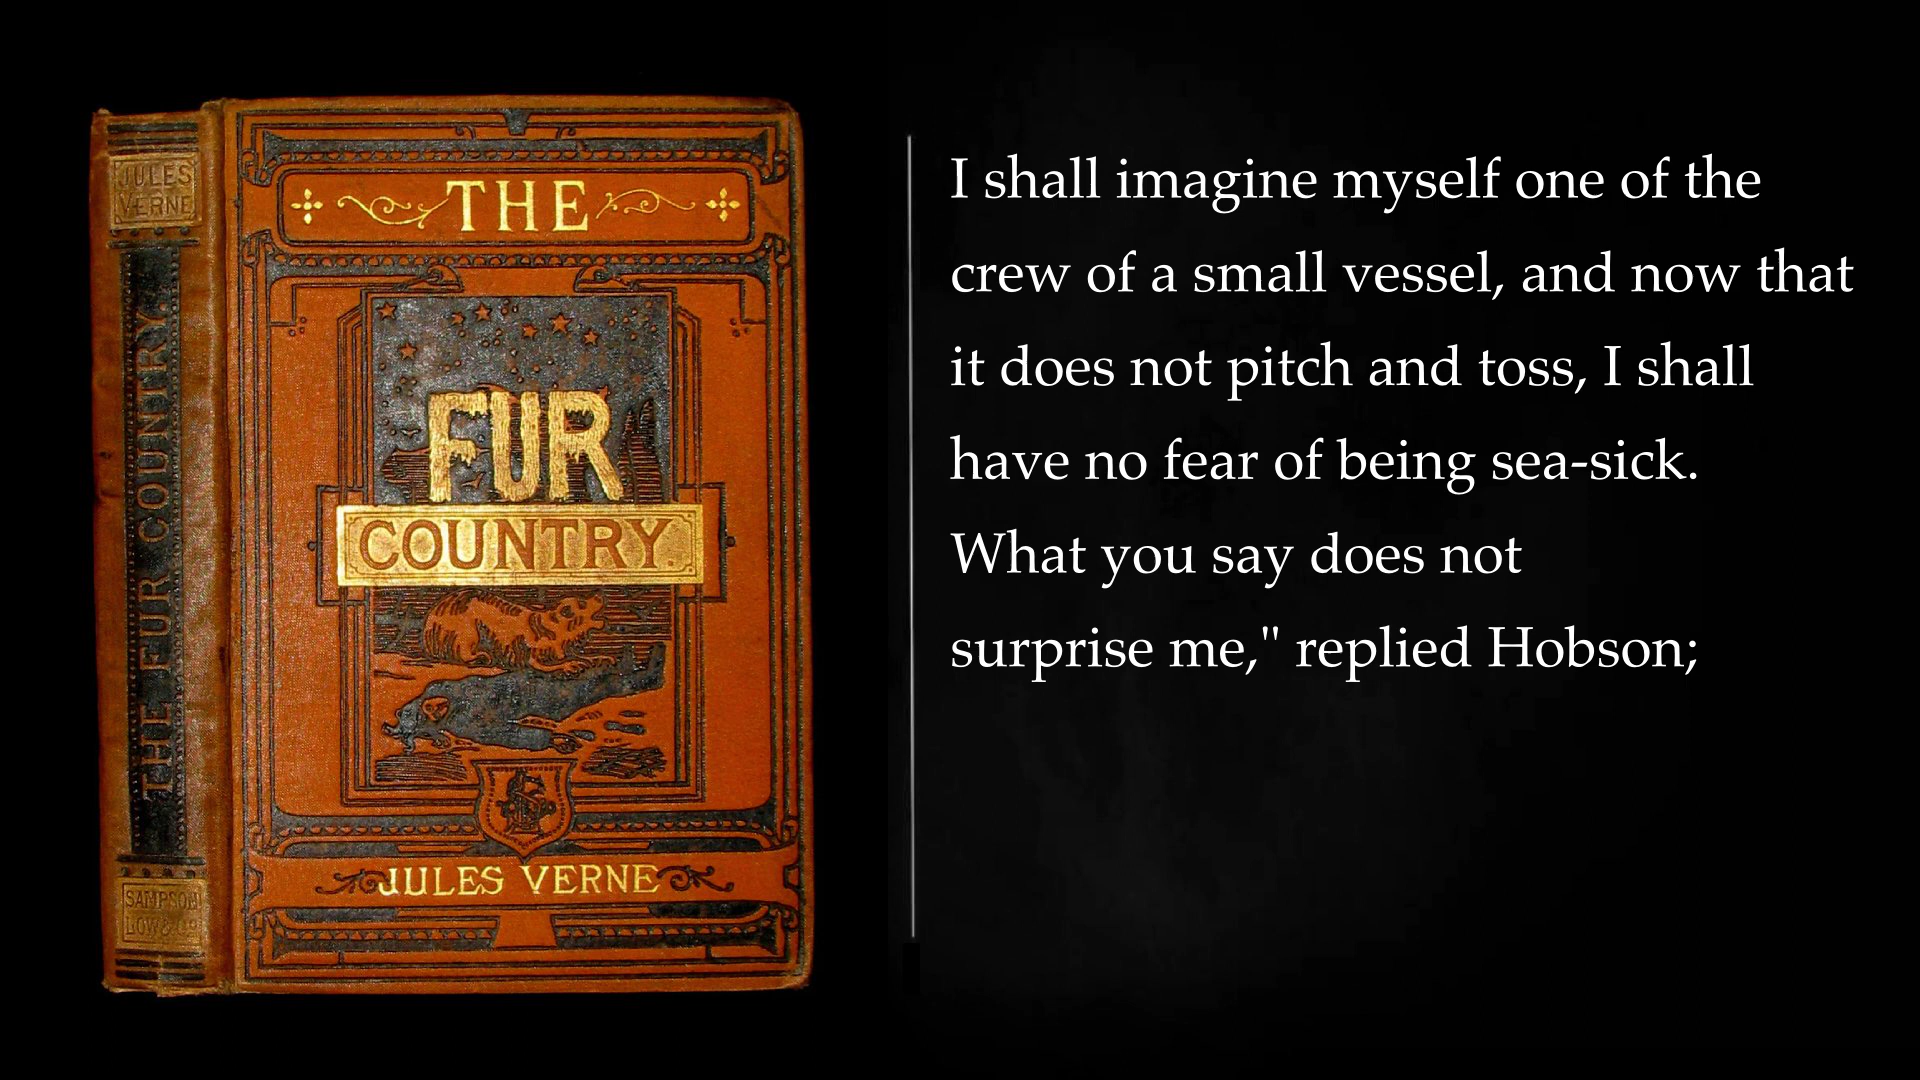 JULES
VERNE
THE FUR COUNTRY.
SAMPSON
LOW & Co
THE
FUR
COUNTRY.
JULES VERNE
I shall imagine myself one of the
crew of a small vessel, and now that
it does not pitch and toss, I shall
have no fear of being sea-sick.
What you say does not
surprise me," replied Hobson;